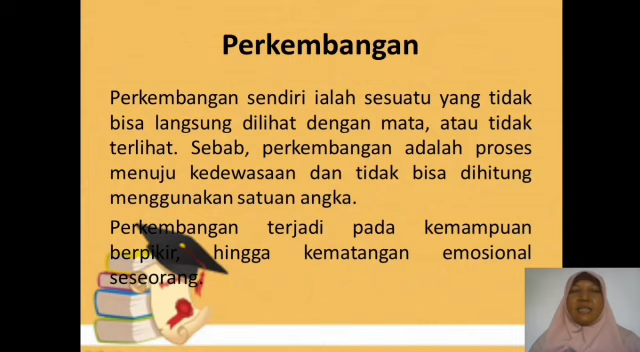 Perkembangan
Perkembangan sendiri ialah sesuatu yang tidak
bisa langsung dilihat dengan mata, atau tidak
terlihat. Sebab, perkembangan adalah proses
menuju kedewasaan dan tidak bisa dihitung
menggunakan satuan angka.
Perkembangan terjadi pada kemampuan
berpikir, hingga kematangan emosional
seseorang.